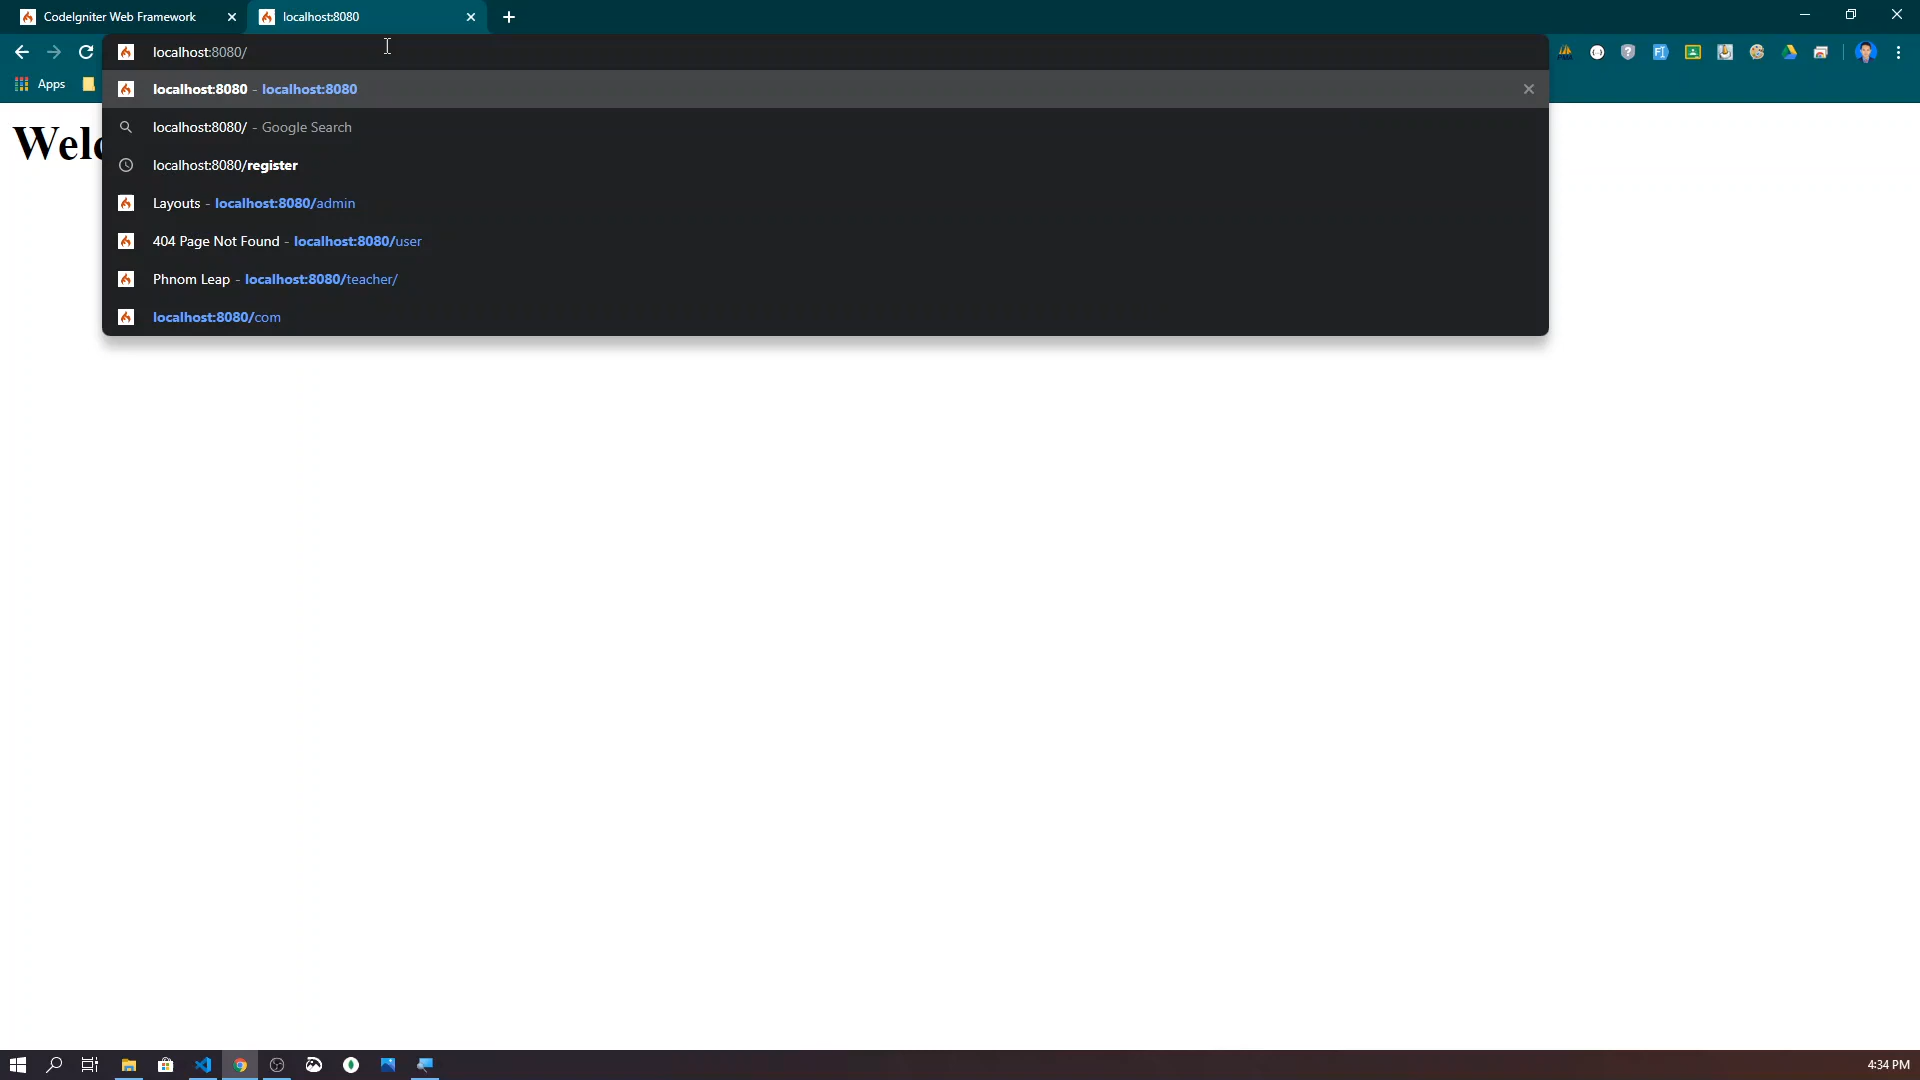 CodeIgniter Web Framework
localhost:8080
localhost:8080/
Apps
localhost:8080 - localhost:8080
localhost:8080/ - Google Search
localhost:8080/register
Layouts - localhost:8080/admin
404 Page Not Found - localhost:8080/user
Phnom Leap - localhost:8080/teacher/
localhost:8080/com
4:34 PM